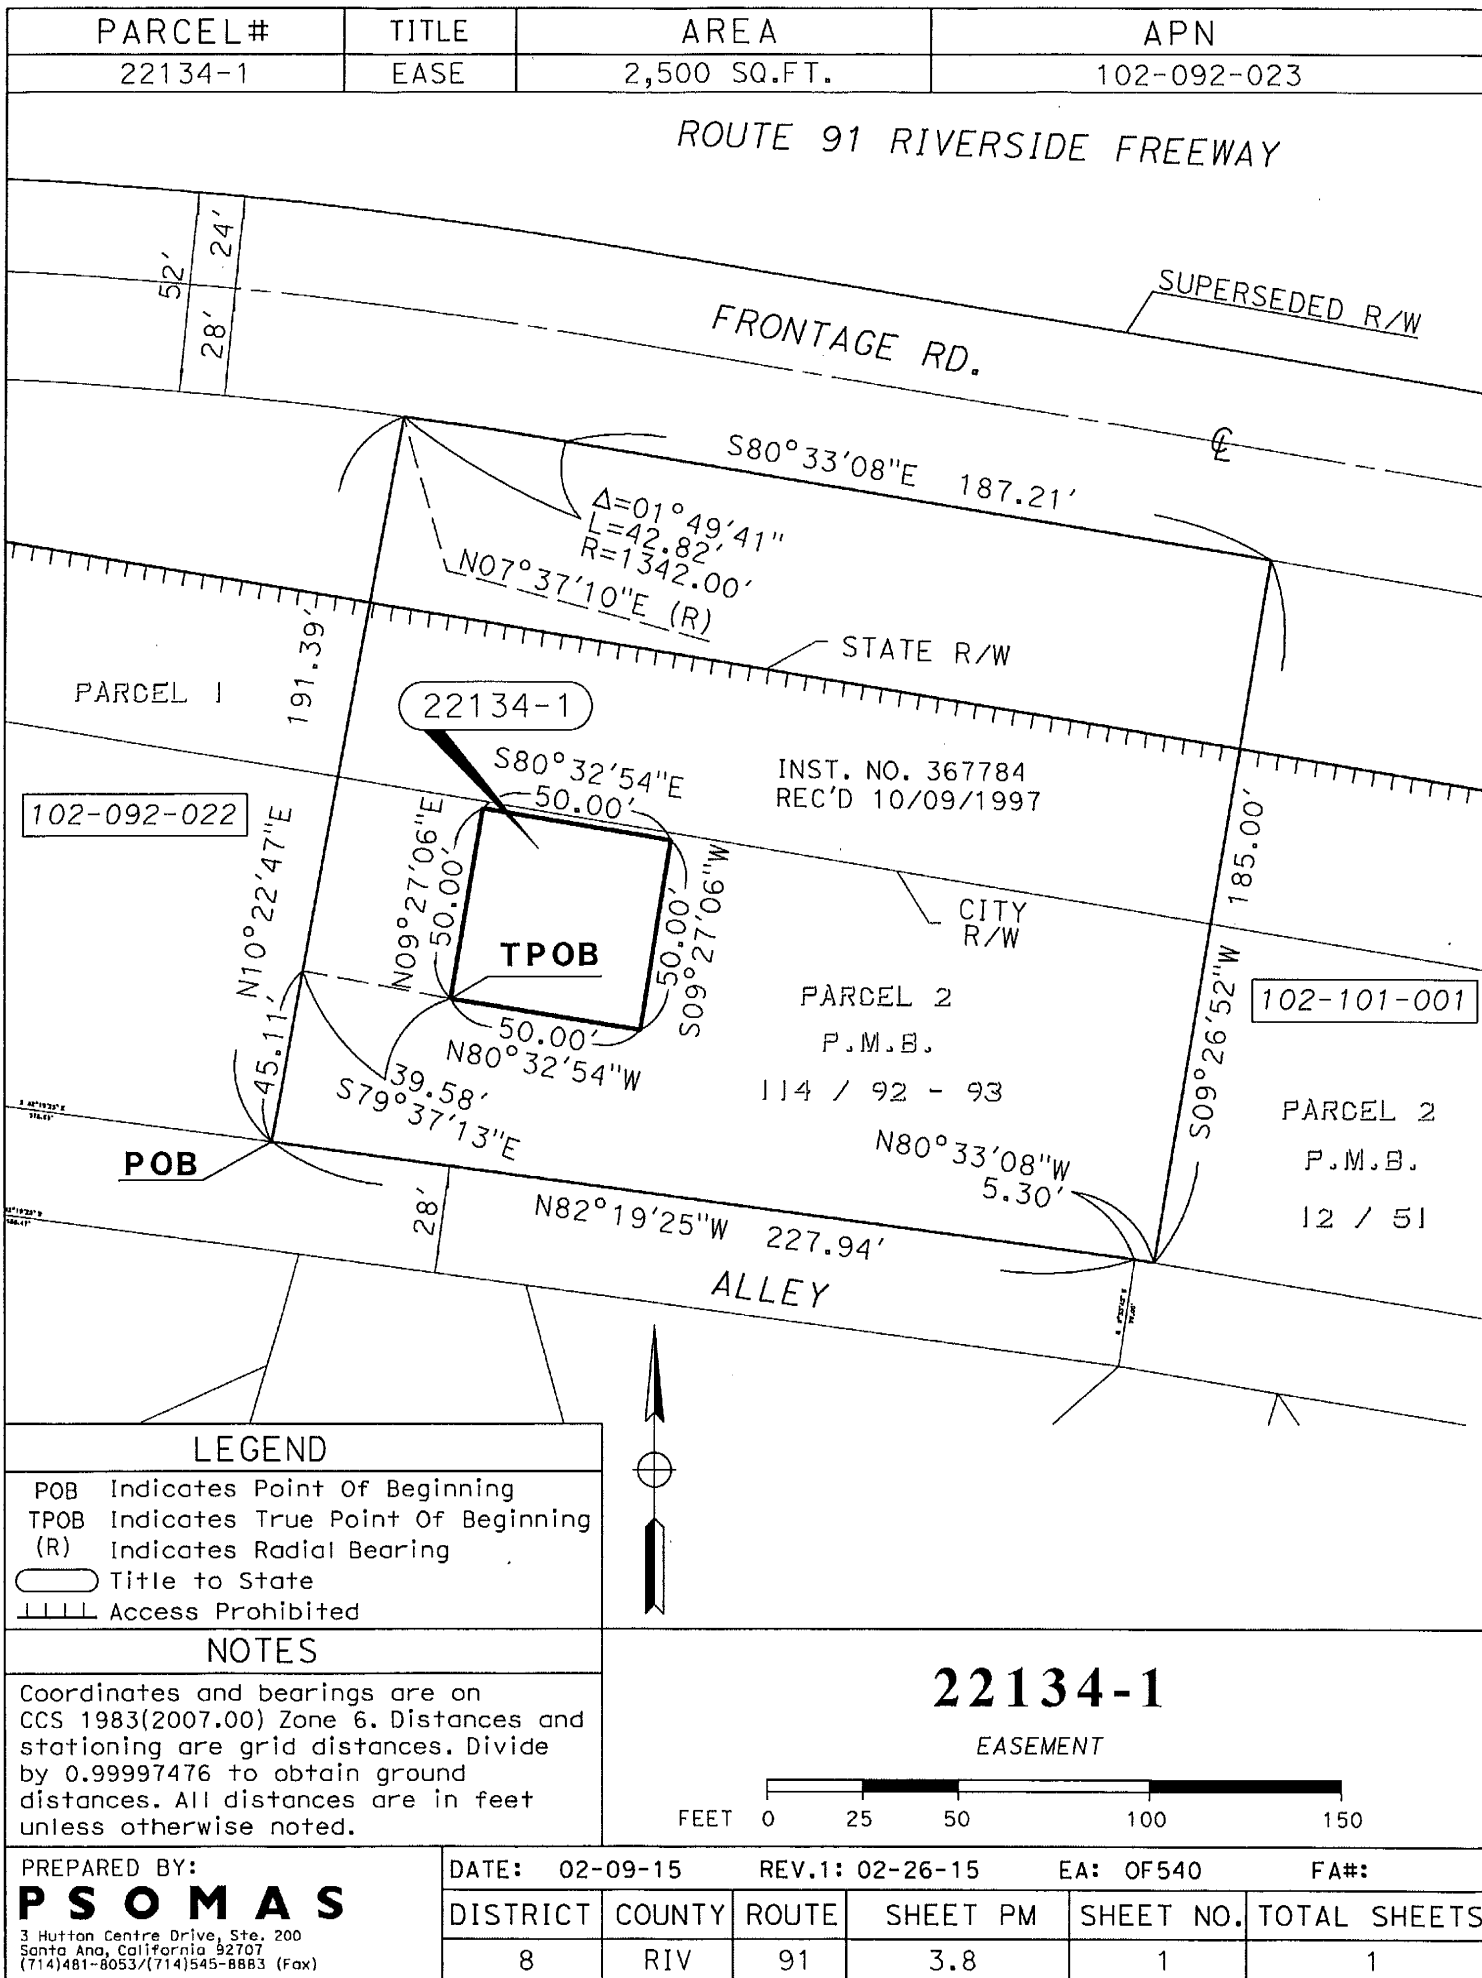 PARCEL# TITLE AREA APN
22134-1 EASE 2,500 SQ.FT. 102-092-023
ROUTE 91 RIVERSIDE FREEWAY
52' 24'
28'
SUPERSEDED R/W
FRONTAGE RD.
℄
S80°33'08"E 187.21'
Δ=01°49'41"
L=42.82'
R=1342.00'
N07°37'10"E (R)
STATE R/W
191.39'
PARCEL 1
22134-1
S80°32'54"E
50.00'
INST. NO. 367784
REC'D 10/09/1997
102-092-022
N10°22'47"E
N09°27'06"E
50.00'
50.00'
S09°27'06"W
185.00'
S09°26'52"W
CITY
R/W
TPOB
PARCEL 2
P.M.B.
114 / 92 - 93
102-101-001
45.11'
50.00'
N80°32'54"W
39.58'
S79°37'13"E
PARCEL 2
P.M.B.
12 / 51
N80°33'08"W
5.30'
POB
28'
N82°19'25"W 227.94'
ALLEY
LEGEND
POB Indicates Point Of Beginning
TPOB Indicates True Point Of Beginning
(R) Indicates Radial Bearing
Title to State
Access Prohibited
NOTES
Coordinates and bearings are on
CCS 1983(2007.00) Zone 6. Distances and
stationing are grid distances. Divide
by 0.99997476 to obtain ground
distances. All distances are in feet
unless otherwise noted.
22134-1
EASEMENT
FEET 0 25 50 100 150
PREPARED BY:
PSOMAS
3 Hutton Centre Drive, Ste. 200
Santa Ana, California 92707
(714)481-8053/(714)545-8883 (Fax)
DATE: 02-09-15 REV.1: 02-26-15 EA: 0F540 FA#:
DISTRICT COUNTY ROUTE SHEET PM SHEET NO. TOTAL SHEETS
8 RIV 91 3.8 1 1